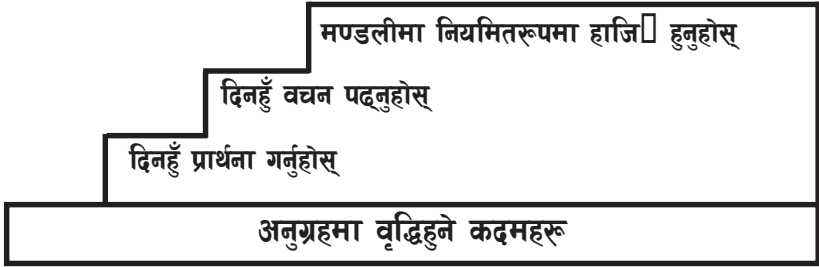 मण्डलीमा नियमितरूपमा हाजि हुनुहोस्
दिनहुँ वचन पढ्नुहोस्
दिनहुँ प्रार्थना गर्नुहोस्
अनुग्रहमा वृद्धिहुने कदमहरू